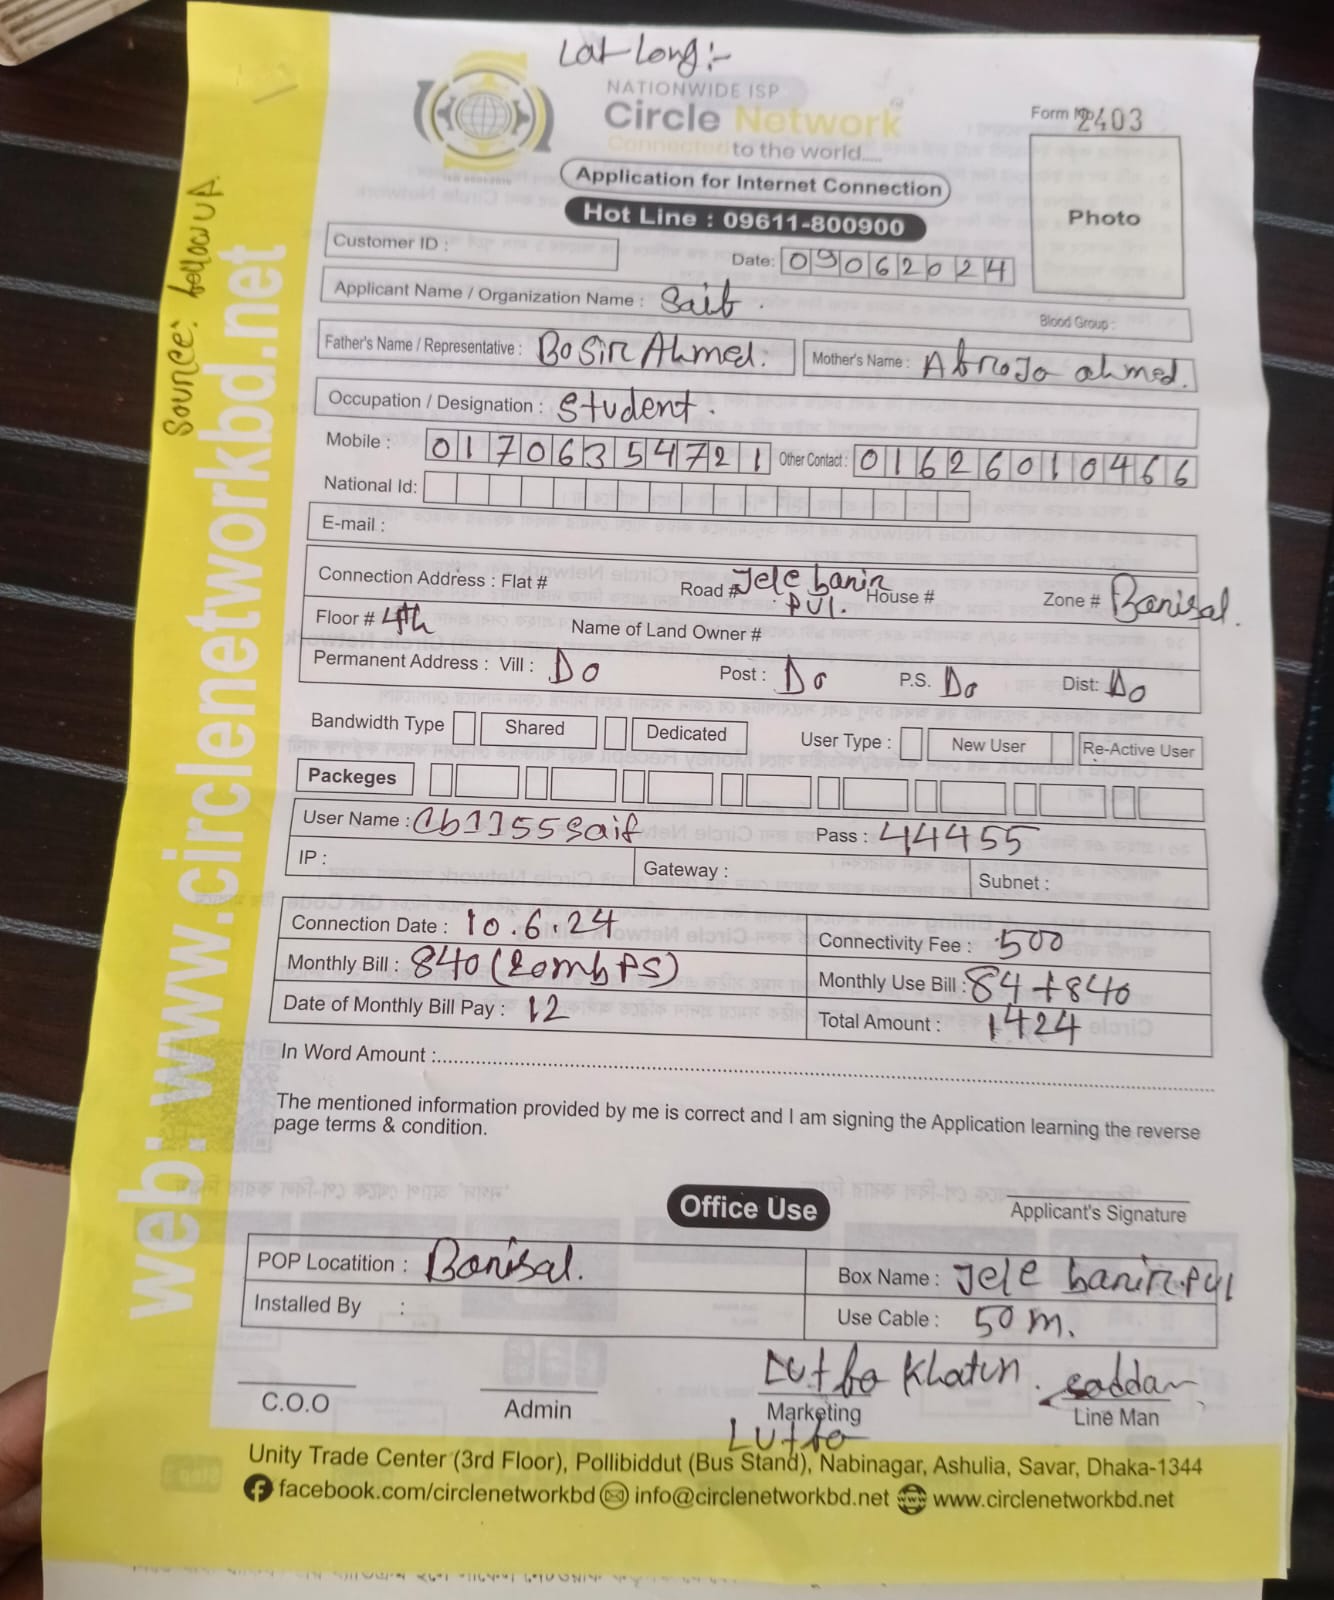 Lat Long:-
NATIONWIDE ISP
Circle Network
Connected to the world.....
Form No 2403
Photo
Application for Internet Connection
Hot Line : 09611-800900
Source: follow up.
web: www.circlenetworkbd.net
Customer ID :
Date: 09062024
Applicant Name / Organization Name : Saif .
Blood Group :
Father's Name / Representative : Bosir Ahmed.
Mother's Name : Afroja ahmed.
Occupation / Designation : Student .
Mobile : 01706354721 Other Contact : 01626010466
National Id:
E-mail :
Connection Address : Flat # Road # Jele barir pul. House # Zone # Barisal.
Floor # 4th Name of Land Owner #
Permanent Address : Vill : Do Post : Do P.S. Do Dist: Do
Bandwidth Type Shared Dedicated User Type : New User Re-Active User
Packeges
User Name : Cb1155saif Pass : 44455
IP : Gateway : Subnet :
Connection Date : 10.6.24 Connectivity Fee : 500
Monthly Bill : 840 (20mbps) Monthly Use Bill : 84+840
Date of Monthly Bill Pay : 12 Total Amount : 1424
In Word Amount :
The mentioned information provided by me is correct and I am signing the Application learning the reverse
page terms & condition.
Office Use
Applicant's Signature
POP Locatition : Barisal. Box Name : Jele barir.pul
Installed By : Use Cable : 50 m.
Lutfa Khatun. saddam
C.O.O Admin Marketing Line Man
Lutfa
Unity Trade Center (3rd Floor), Pollibiddut (Bus Stand), Nabinagar, Ashulia, Savar, Dhaka-1344
facebook.com/circlenetworkbd info@circlenetworkbd.net www.circlenetworkbd.net